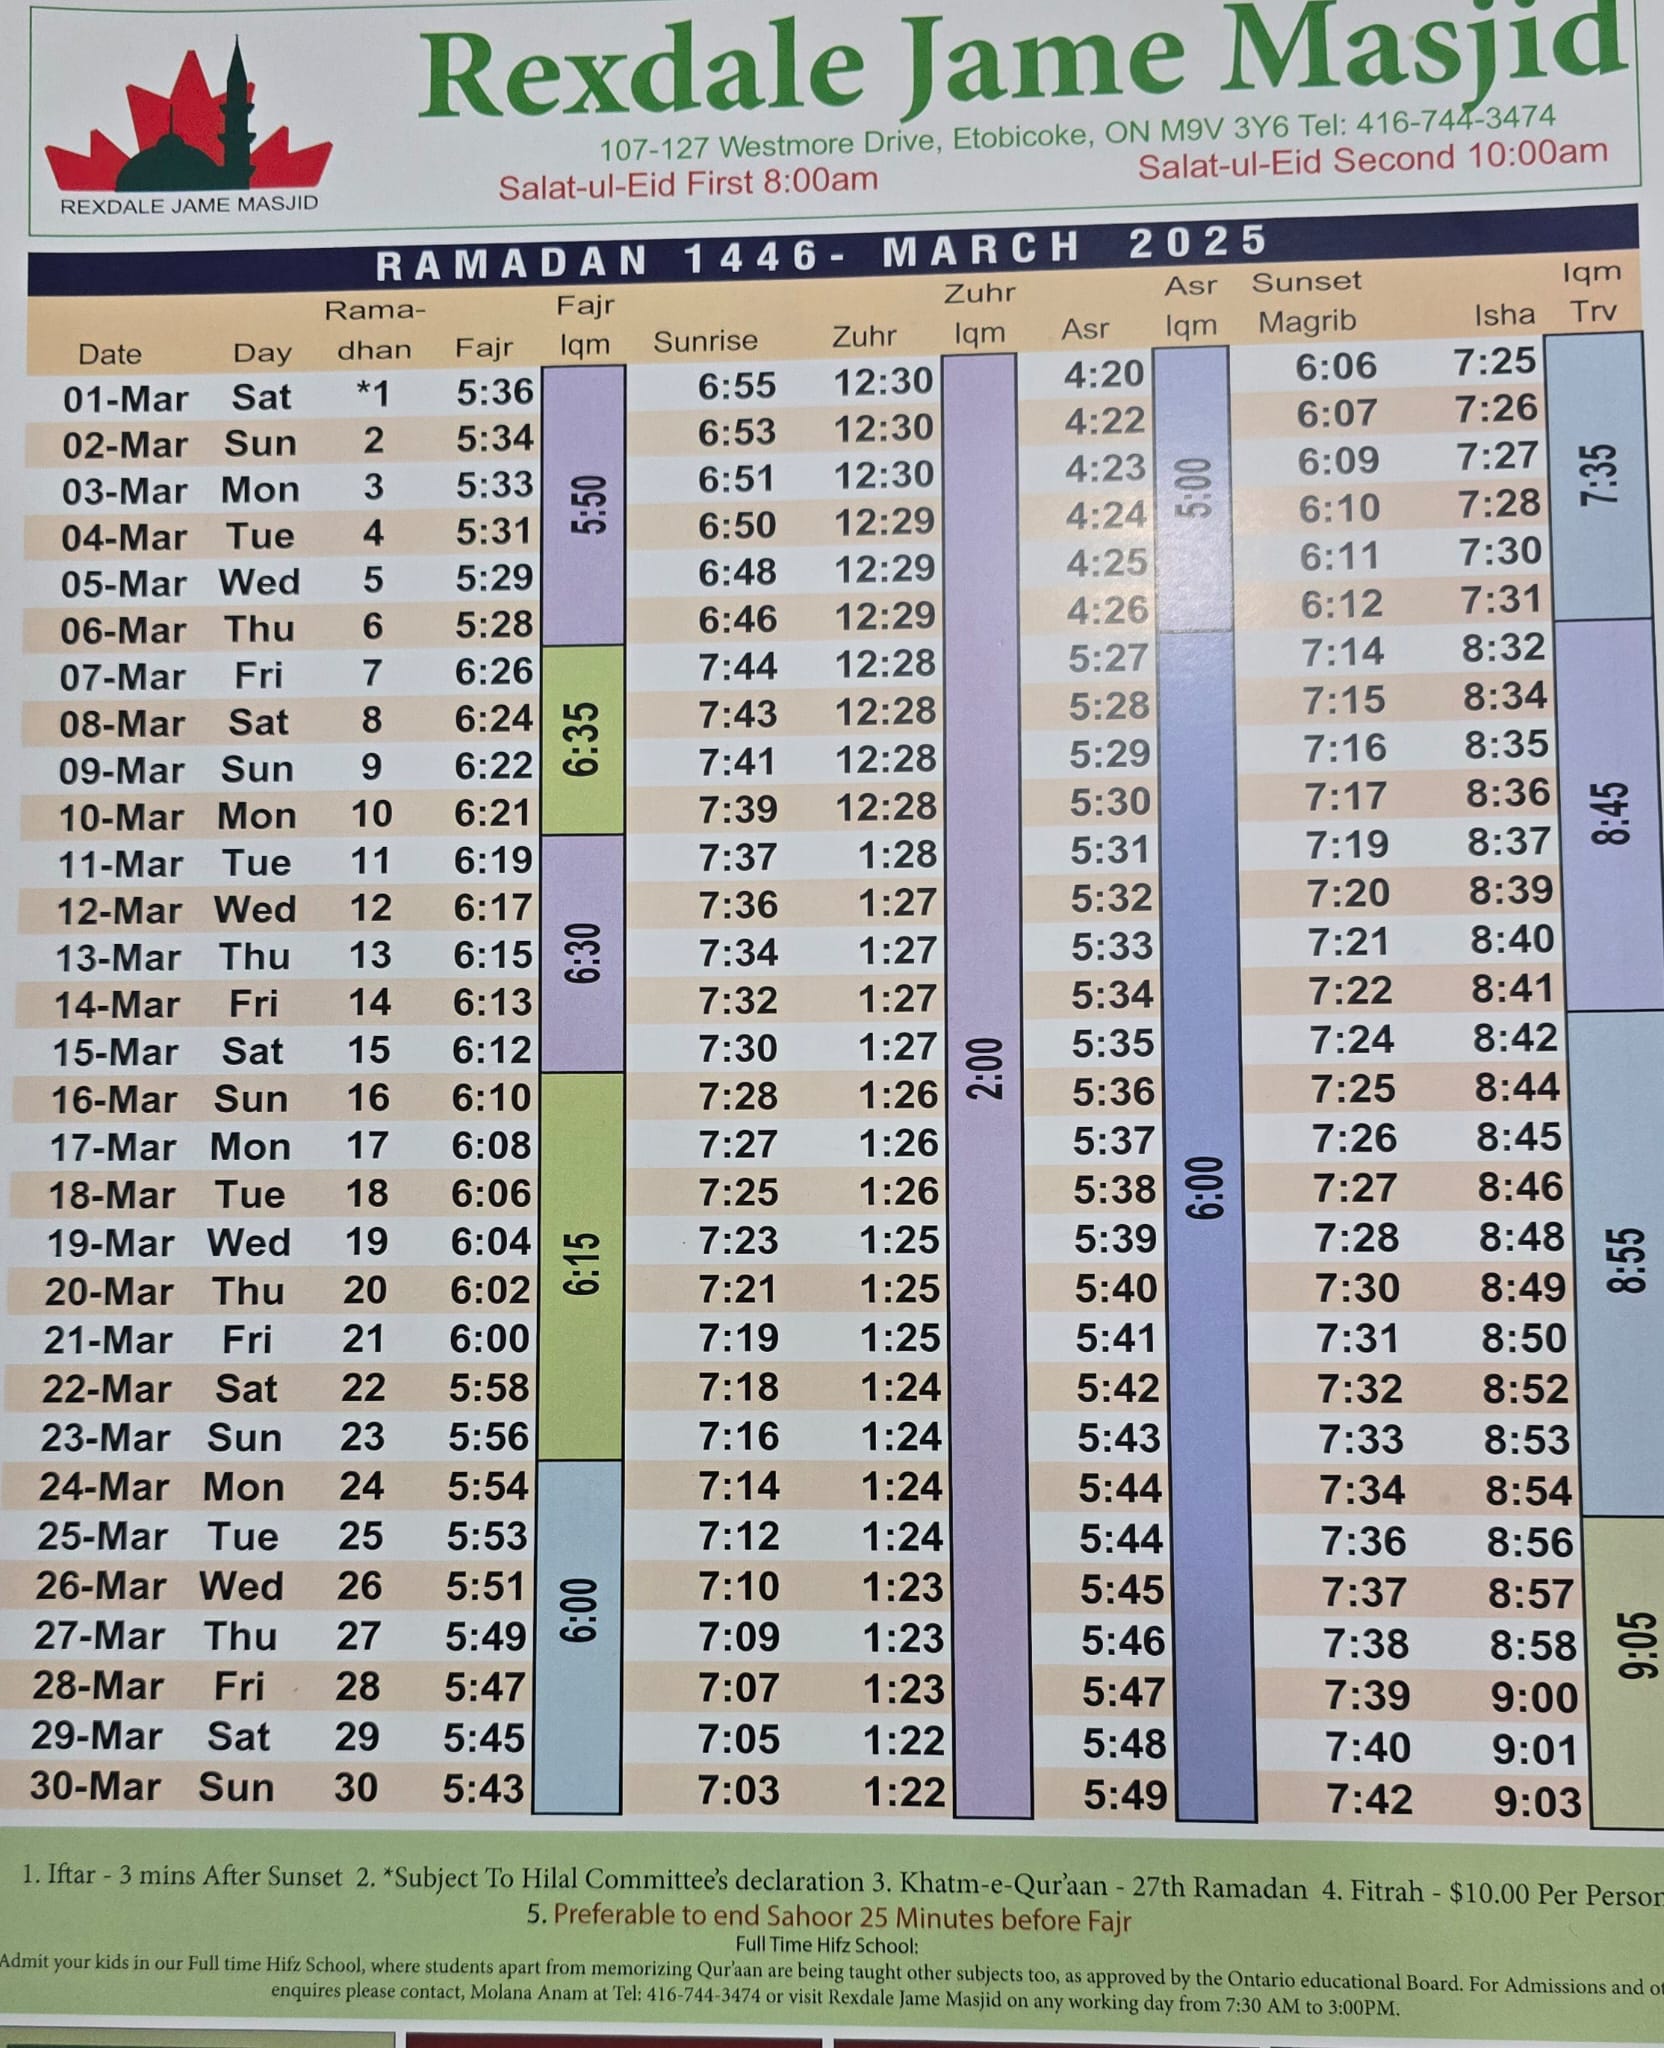 Rexdale Jame Masjid
107-127 Westmore Drive, Etobicoke, ON M9V 3Y6 Tel: 416-744-3474
Salat-ul-Eid First 8:00am Salat-ul-Eid Second 10:00am
REXDALE JAME MASJID
RAMADAN 1446- MARCH 2025
Date Day Rama-dhan Fajr Fajr Iqm Sunrise Zuhr Zuhr Iqm Asr Asr Iqm Sunset Magrib Isha Iqm Trv
01-Mar Sat *1 5:36 6:55 12:30 4:20 6:06 7:25
02-Mar Sun 2 5:34 6:53 12:30 4:22 6:07 7:26
03-Mar Mon 3 5:33 5:50 6:51 12:30 4:23 5:00 6:09 7:27 7:35
04-Mar Tue 4 5:31 6:50 12:29 4:24 6:10 7:28
05-Mar Wed 5 5:29 6:48 12:29 4:25 6:11 7:30
06-Mar Thu 6 5:28 6:46 12:29 4:26 6:12 7:31
07-Mar Fri 7 6:26 7:44 12:28 5:27 7:14 8:32
08-Mar Sat 8 6:24 6:35 7:43 12:28 5:28 7:15 8:34
09-Mar Sun 9 6:22 7:41 12:28 5:29 7:16 8:35
10-Mar Mon 10 6:21 7:39 12:28 5:30 7:17 8:36 8:45
11-Mar Tue 11 6:19 7:37 1:28 5:31 7:19 8:37
12-Mar Wed 12 6:17 7:36 1:27 5:32 7:20 8:39
13-Mar Thu 13 6:15 6:30 7:34 1:27 5:33 7:21 8:40
14-Mar Fri 14 6:13 7:32 1:27 5:34 7:22 8:41
15-Mar Sat 15 6:12 7:30 1:27 2:00 5:35 7:24 8:42
16-Mar Sun 16 6:10 7:28 1:26 5:36 7:25 8:44
17-Mar Mon 17 6:08 7:27 1:26 5:37 7:26 8:45
18-Mar Tue 18 6:06 7:25 1:26 5:38 6:00 7:27 8:46
19-Mar Wed 19 6:04 6:15 7:23 1:25 5:39 7:28 8:48 8:55
20-Mar Thu 20 6:02 7:21 1:25 5:40 7:30 8:49
21-Mar Fri 21 6:00 7:19 1:25 5:41 7:31 8:50
22-Mar Sat 22 5:58 7:18 1:24 5:42 7:32 8:52
23-Mar Sun 23 5:56 7:16 1:24 5:43 7:33 8:53
24-Mar Mon 24 5:54 7:14 1:24 5:44 7:34 8:54
25-Mar Tue 25 5:53 7:12 1:24 5:44 7:36 8:56
26-Mar Wed 26 5:51 6:00 7:10 1:23 5:45 7:37 8:57
27-Mar Thu 27 5:49 7:09 1:23 5:46 7:38 8:58 9:05
28-Mar Fri 28 5:47 7:07 1:23 5:47 7:39 9:00
29-Mar Sat 29 5:45 7:05 1:22 5:48 7:40 9:01
30-Mar Sun 30 5:43 7:03 1:22 5:49 7:42 9:03
1. Iftar - 3 mins After Sunset 2. *Subject To Hilal Committee's declaration 3. Khatm-e-Qur'aan - 27th Ramadan 4. Fitrah - $10.00 Per Person
5. Preferable to end Sahoor 25 Minutes before Fajr
Full Time Hifz School:
Admit your kids in our Full time Hifz School, where students apart from memorizing Qur'aan are being taught other subjects too, as approved by the Ontario educational Board. For Admissions and
enquires please contact, Molana Anam at Tel: 416-744-3474 or visit Rexdale Jame Masjid on any working day from 7:30 AM to 3:00PM.